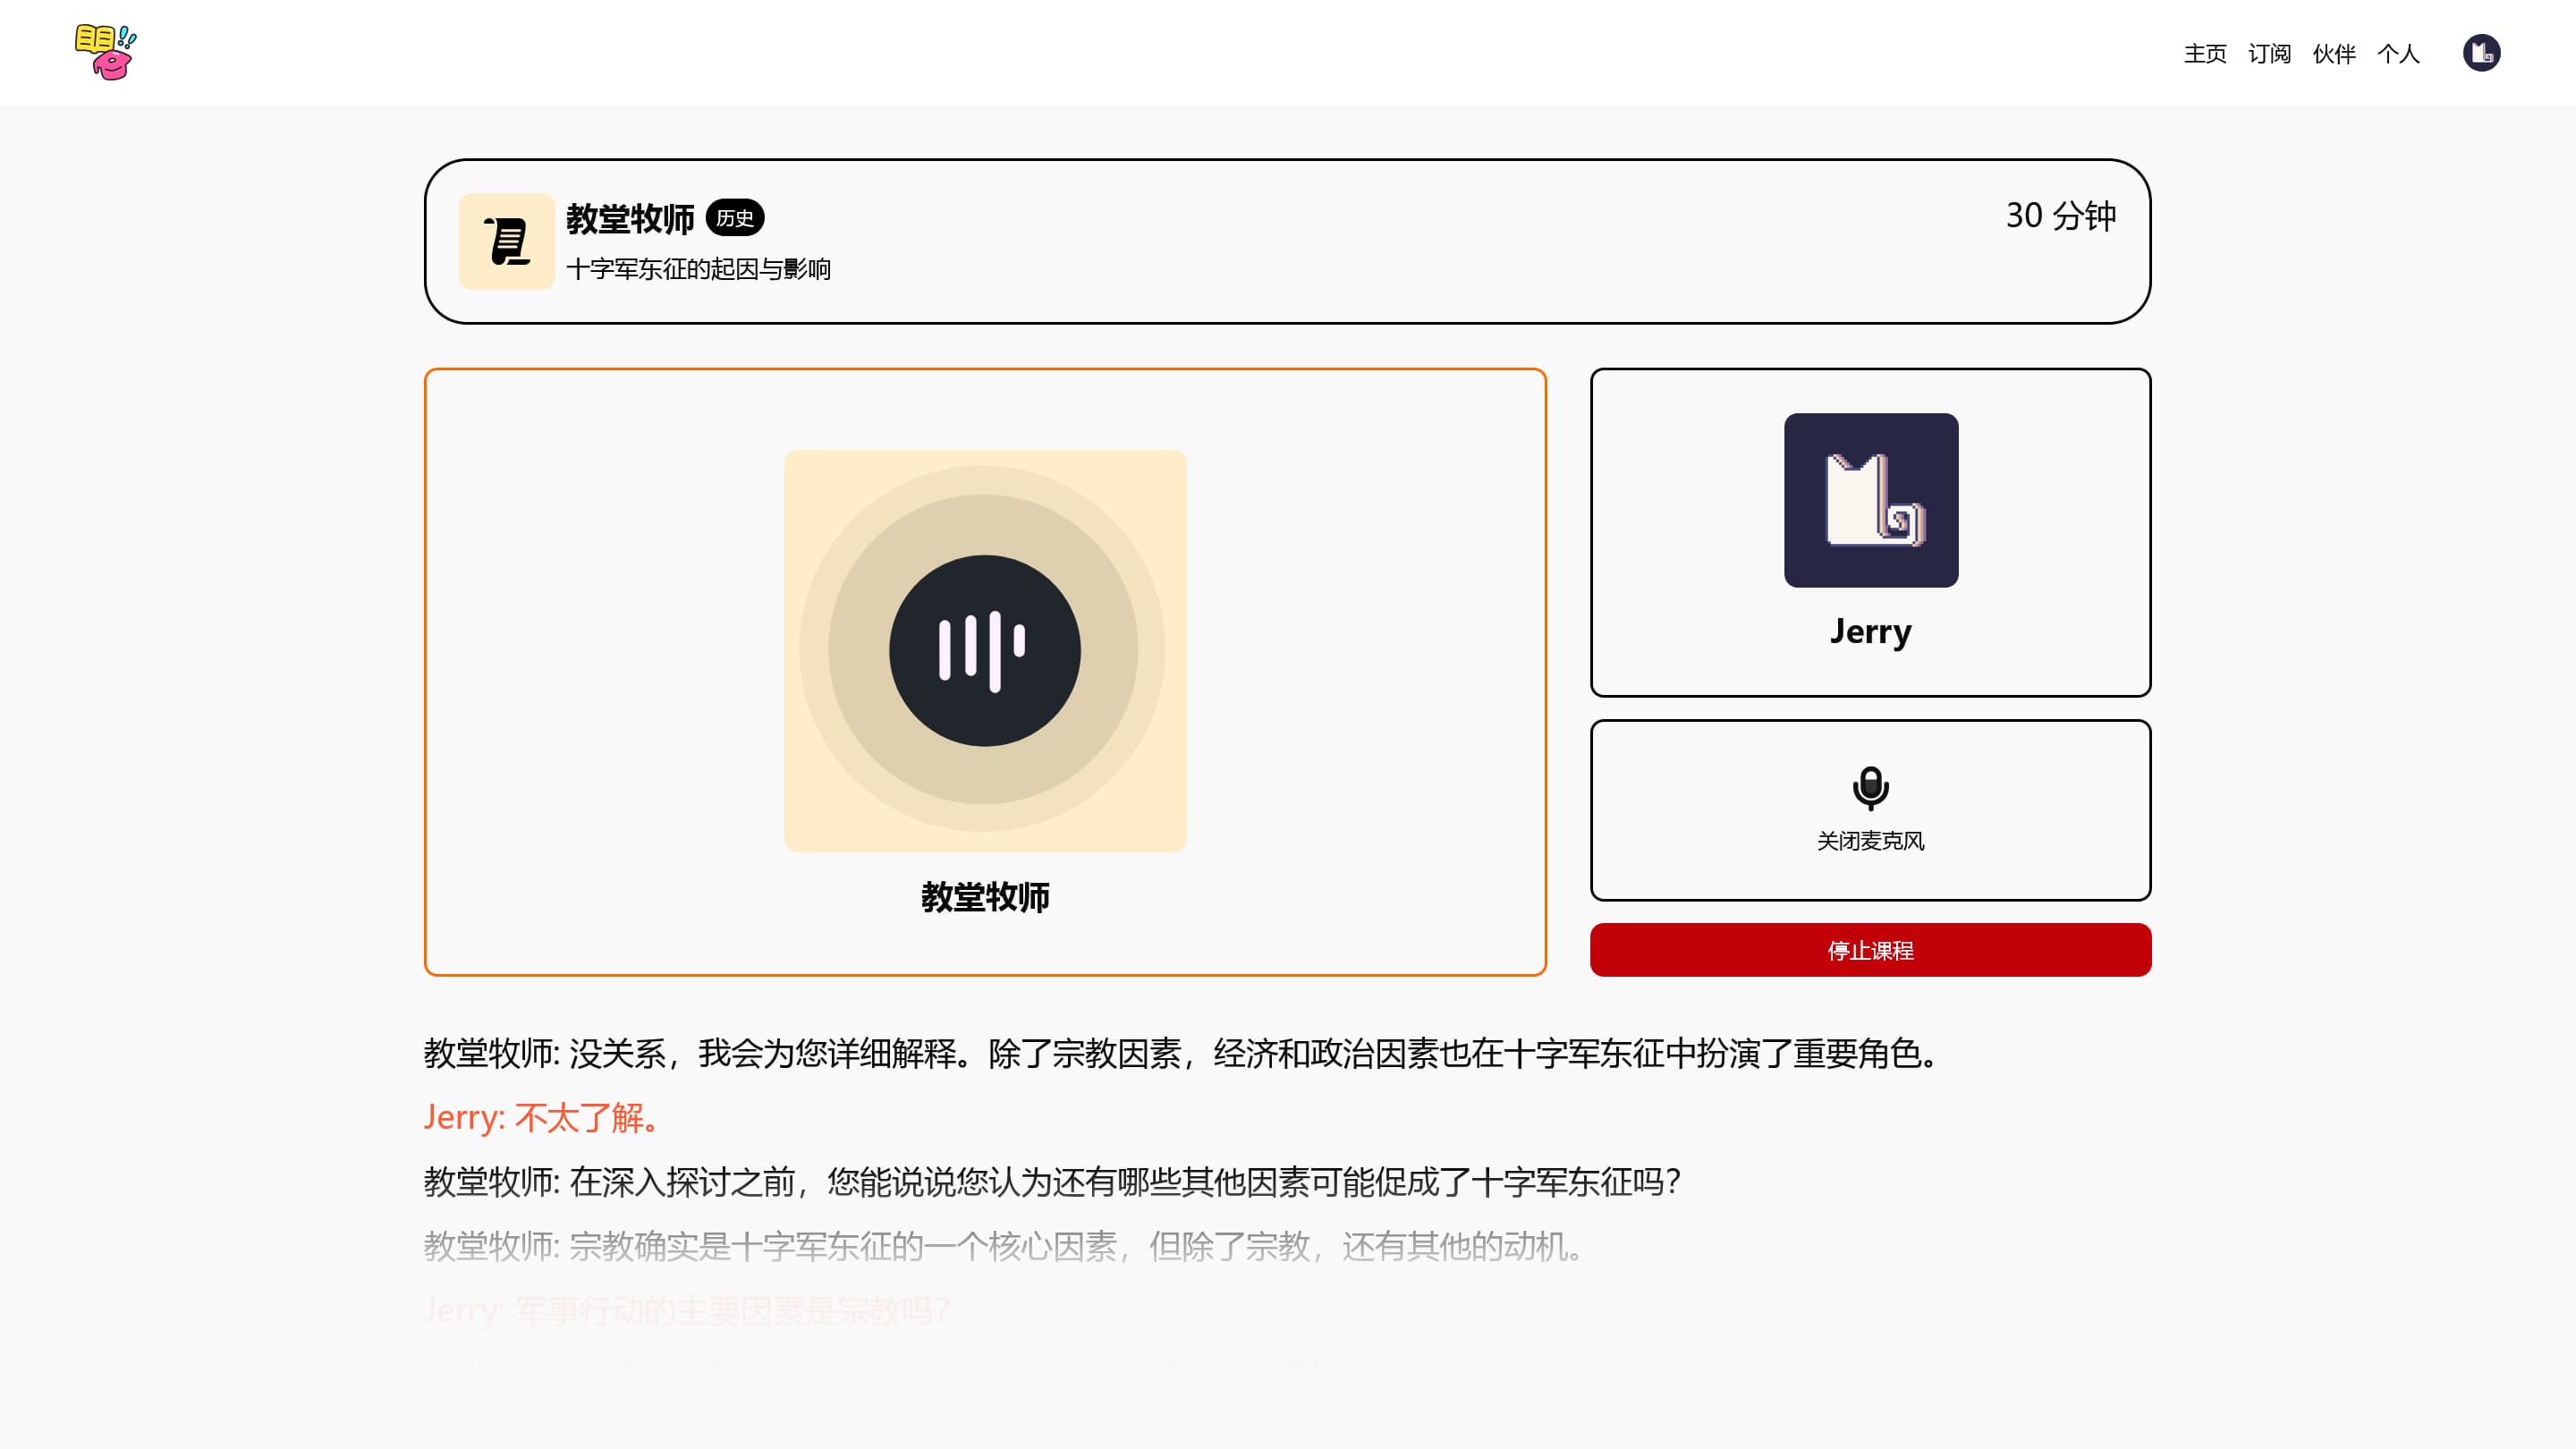 主页 订阅 伙伴 个人
教堂牧师 历史
30 分钟
十字军东征的起因与影响
教堂牧师
Jerry
关闭麦克风
停止课程
教堂牧师: 没关系，我会为您详细解释。除了宗教因素，经济和政治因素也在十字军东征中扮演了重要角色。
Jerry: 不太了解。
教堂牧师: 在深入探讨之前，您能说说您认为还有哪些其他因素可能促成了十字军东征吗？
教堂牧师: 宗教确实是十字军东征的一个核心因素，但除了宗教，还有其他的动机。
Jerry: 军事行动的主要因素是宗教吗？